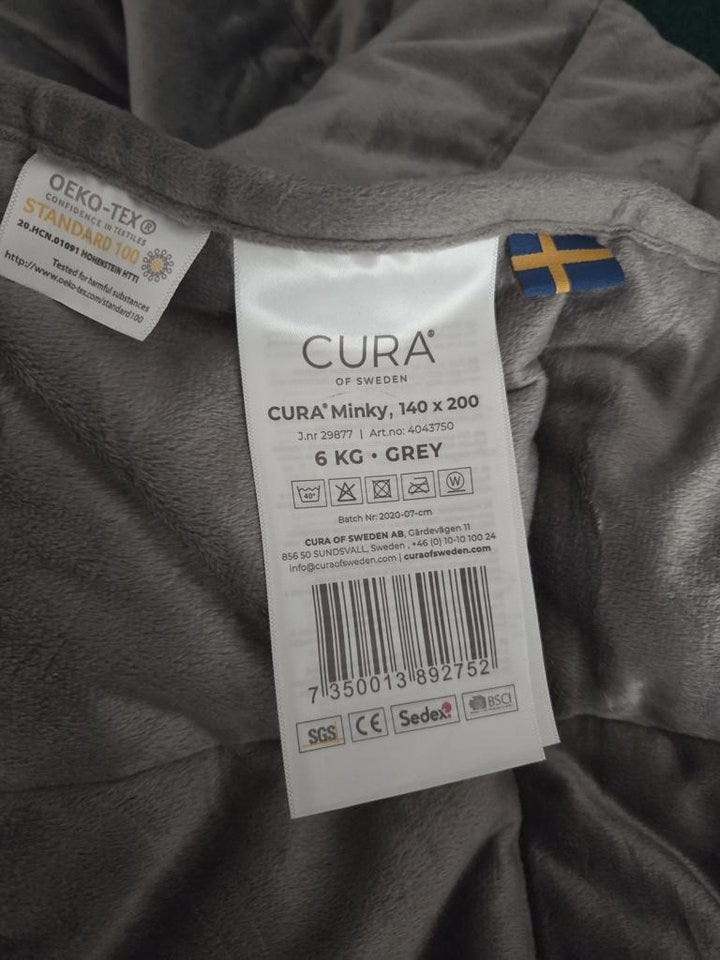 OEKO-TEX®
CONFIDENCE IN TEXTILES
STANDARD 100
20.HCN.01091 HOHENSTEIN HTTI
Tested for harmful substances
http://www.oeko-tex.com/standard100
CURA®
OF SWEDEN
CURA® Minky, 140 x 200
J.nr 29877 | Art.no: 4043750
6 KG • GREY
40°
W
Batch Nr: 2020-07-cm
CURA OF SWEDEN AB, Gärdevägen 11
856 50 SUNDSVALL, Sweden , +46 (0) 10-10 100 24
info@curaofsweden.com | curaofsweden.com
7 350013 892752
SGS CE Sedex BSCI